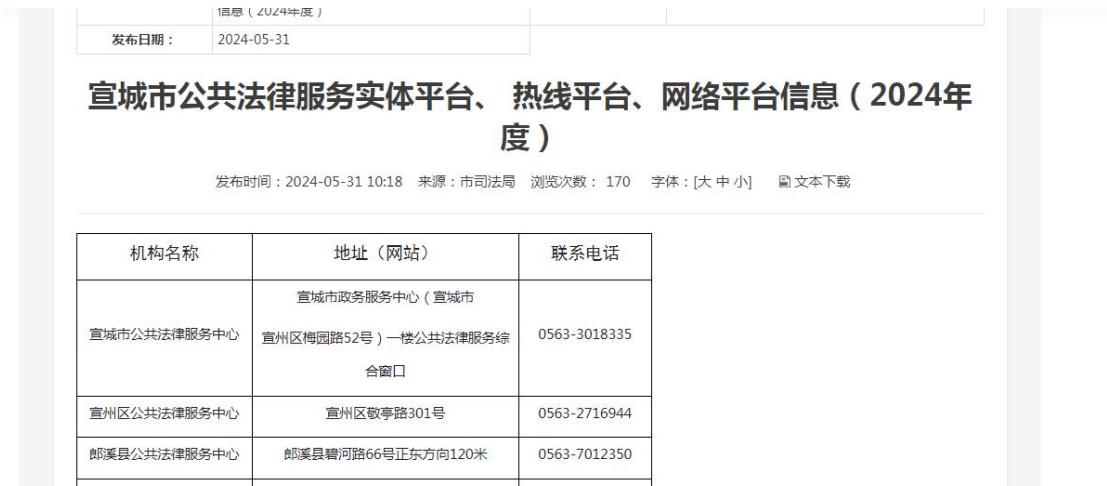 信息（2024年度）
发布日期： 2024-05-31
宣城市公共法律服务实体平台、 热线平台、网络平台信息（2024年
度）
发布时间：2024-05-31 10:18 来源：市司法局 浏览次数： 170 字体：[大 中 小] 文本下载
机构名称 地址（网站） 联系电话
宣城市政务服务中心（宣城市
宣城市公共法律服务中心 宣州区梅园路52号）一楼公共法律服务综 0563-3018335
合窗口
宣州区公共法律服务中心 宣州区敬亭路301号 0563-2716944
郎溪县公共法律服务中心 郎溪县碧河路66号正东方向120米 0563-7012350